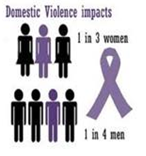 Domestic Violence impacts
1 in 3 women
1 in 4 men